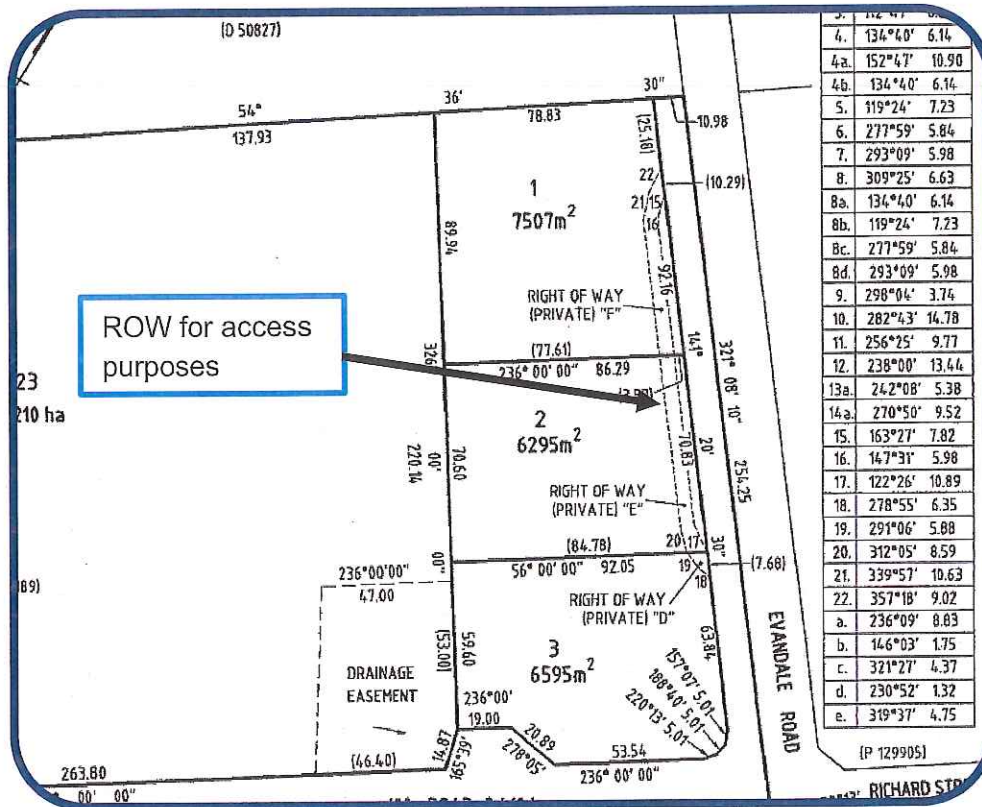 (D 50827)
54°
36'
30"
137.93
78.83
10.98
(25.18)
22
(10.29)
1
7507m²
21
15
16
89.94
92.16
RIGHT OF WAY
(PRIVATE) "F"
ROW for access
purposes
326
(77.61)
236° 00' 00" 86.29
141°
321° 08' 10"
23
210 ha
2
6295m²
220.14
00'
70.60
70.83
20'
254.25
RIGHT OF WAY
(PRIVATE) "E"
(84.78)
20
17
30"
00"
56° 00' 00" 92.05
19
18
(7.68)
189)
236°00'00"
47.00
RIGHT OF WAY
(PRIVATE) "D"
(53.00)
59.60
3
6595m²
63.84
DRAINAGE
EASEMENT
236°00'
19.00
157°07' 5.01
188°40' 5.01
220°13' 5.01
EVANDALE ROAD
14.87
165°39'
20.89
278°05'
(46.40)
53.54
236° 00' 00"
263.80
00' 00"
(P 129905)
RICHARD
4. 134°40' 6.14
4a. 152°47' 10.90
4b. 134°40' 6.14
5. 119°24' 7.23
6. 277°59' 5.84
7. 293°09' 5.98
8. 309°25' 6.63
8a. 134°40' 6.14
8b. 119°24' 7.23
8c. 277°59' 5.84
8d. 293°09' 5.98
9. 298°04' 3.74
10. 282°43' 14.78
11. 256°25' 9.77
12. 238°00' 13.44
13a. 242°08' 5.38
14a. 270°50' 9.52
15. 163°27' 7.82
16. 147°31' 5.98
17. 122°26' 10.89
18. 278°55' 6.35
19. 291°06' 5.88
20. 312°05' 8.59
21. 339°57' 10.63
22. 357°18' 9.02
a. 236°09' 8.83
b. 146°03' 1.75
c. 321°27' 4.37
d. 230°52' 1.32
e. 319°37' 4.75